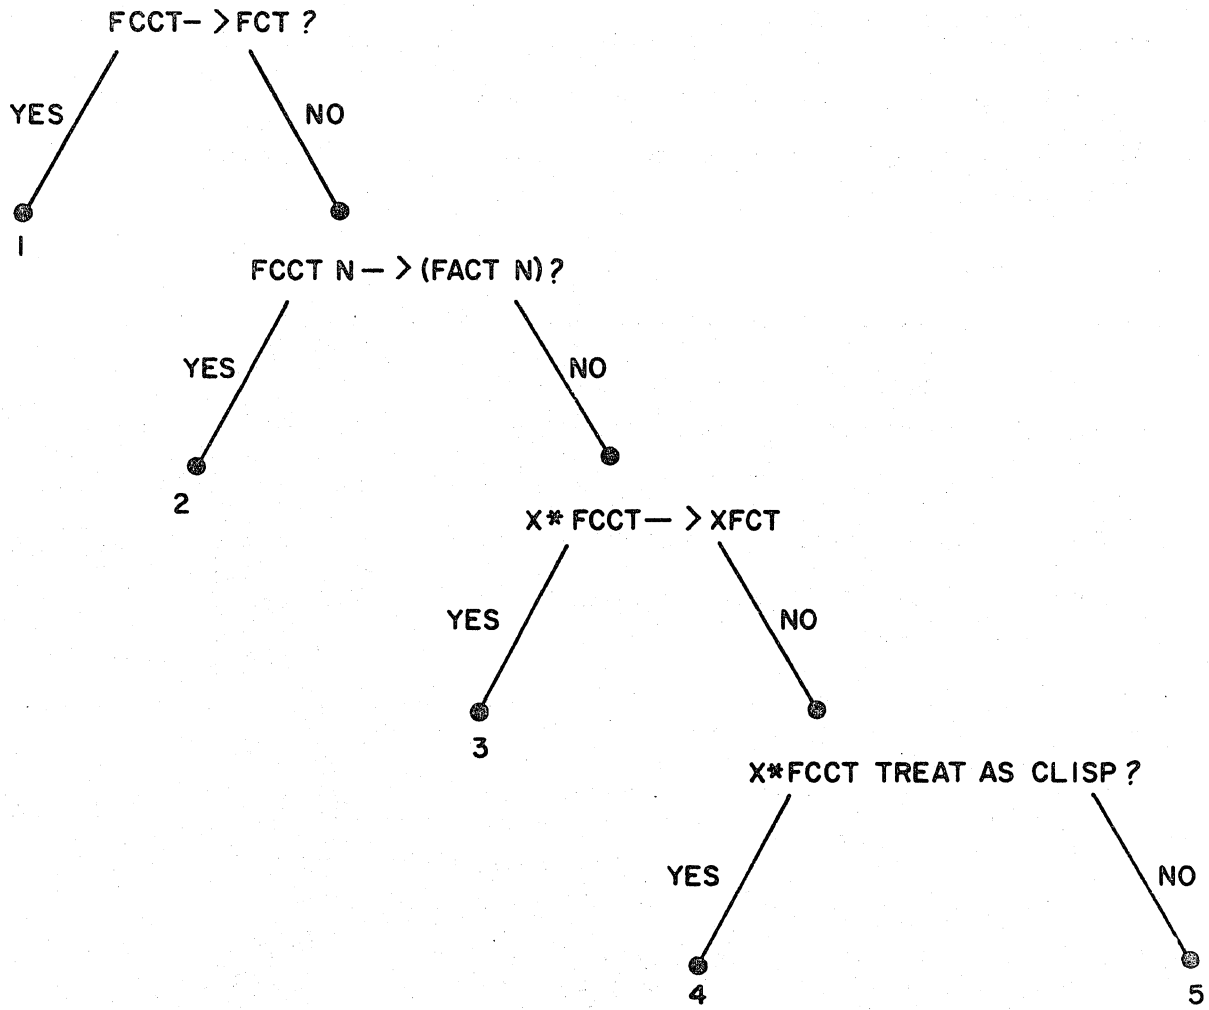 FCCT— >FCT ?
YES
NO
1
FCCT N — >(FACT N)?
YES
NO
2
X* FCCT— > XFCT
YES
NO
3
X*FCCT TREAT AS CLISP ?
YES
NO
4
5